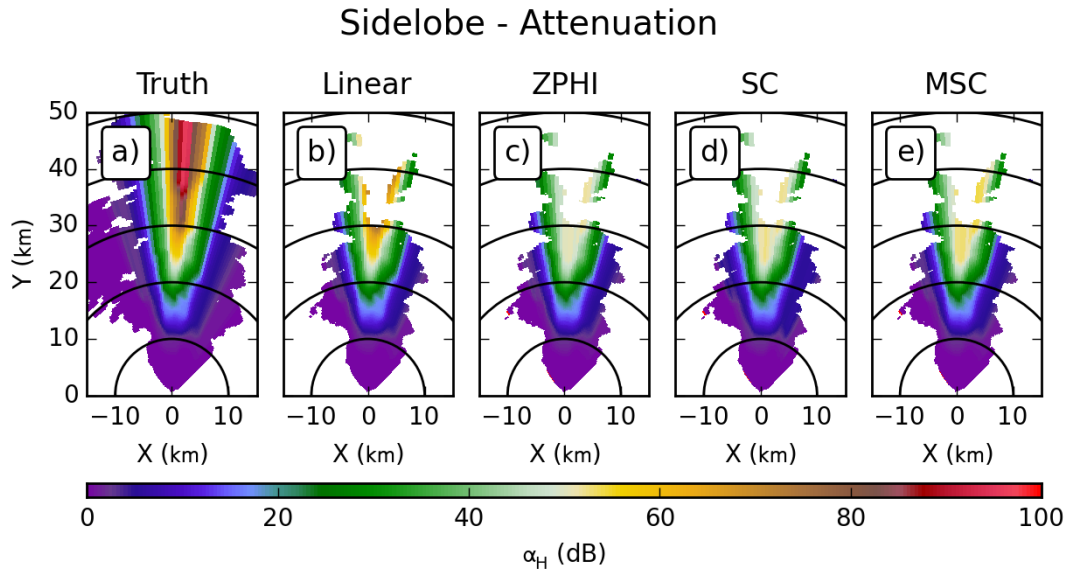 Sidelobe - Attenuation
Truth Linear ZPHI SC MSC
a) b) c) d) e)
50
40
30
20
10
0
Y (km)
−10 0 10 −10 0 10 −10 0 10 −10 0 10 −10 0 10
X (km) X (km) X (km) X (km) X (km)
0 20 40 60 80 100
α_H (dB)